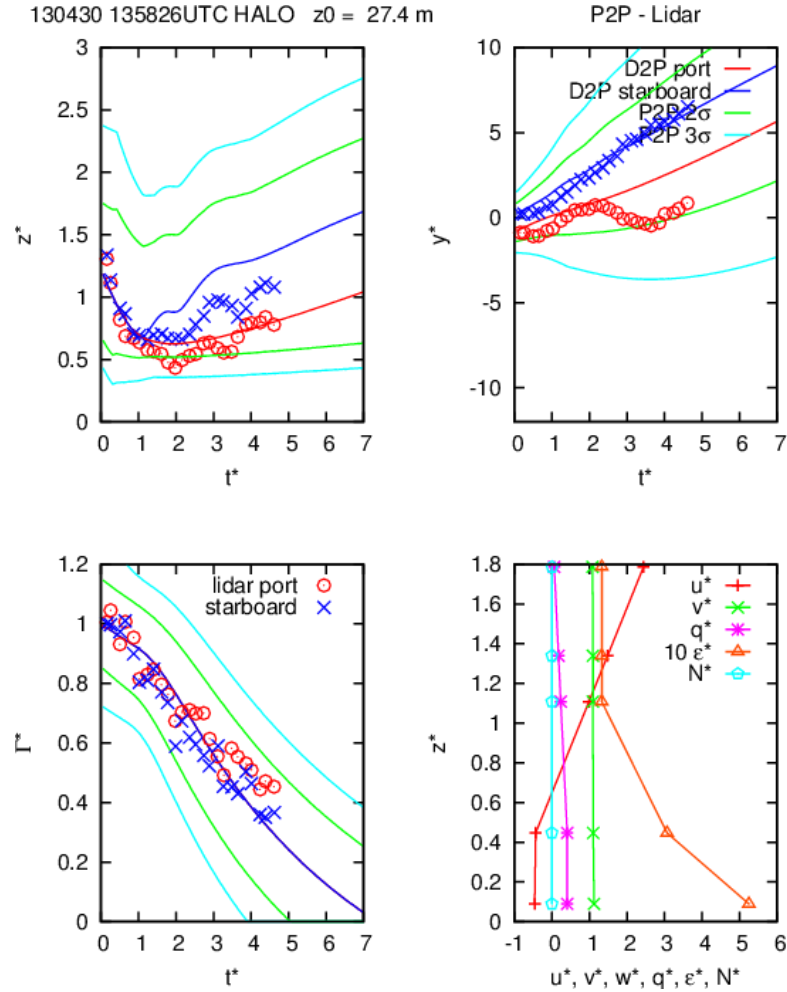 130430 135826UTC HALO z0 = 27.4 m
P2P - Lidar
3
2.5
2
1.5
1
0.5
0
z*
0 1 2 3 4 5 6 7
t*
10
5
0
-5
-10
y*
D2P port
D2P starboard
P2P 2σ
P2P 3σ
0 1 2 3 4 5 6 7
t*
1.2
1
0.8
0.6
0.4
0.2
0
Γ*
lidar port
starboard
0 1 2 3 4 5 6 7
t*
1.8
1.6
1.4
1.2
1
0.8
0.6
0.4
0.2
0
z*
u*
v*
q*
10 ε*
N*
-1 0 1 2 3 4 5 6
u*, v*, w*, q*, ε*, N*